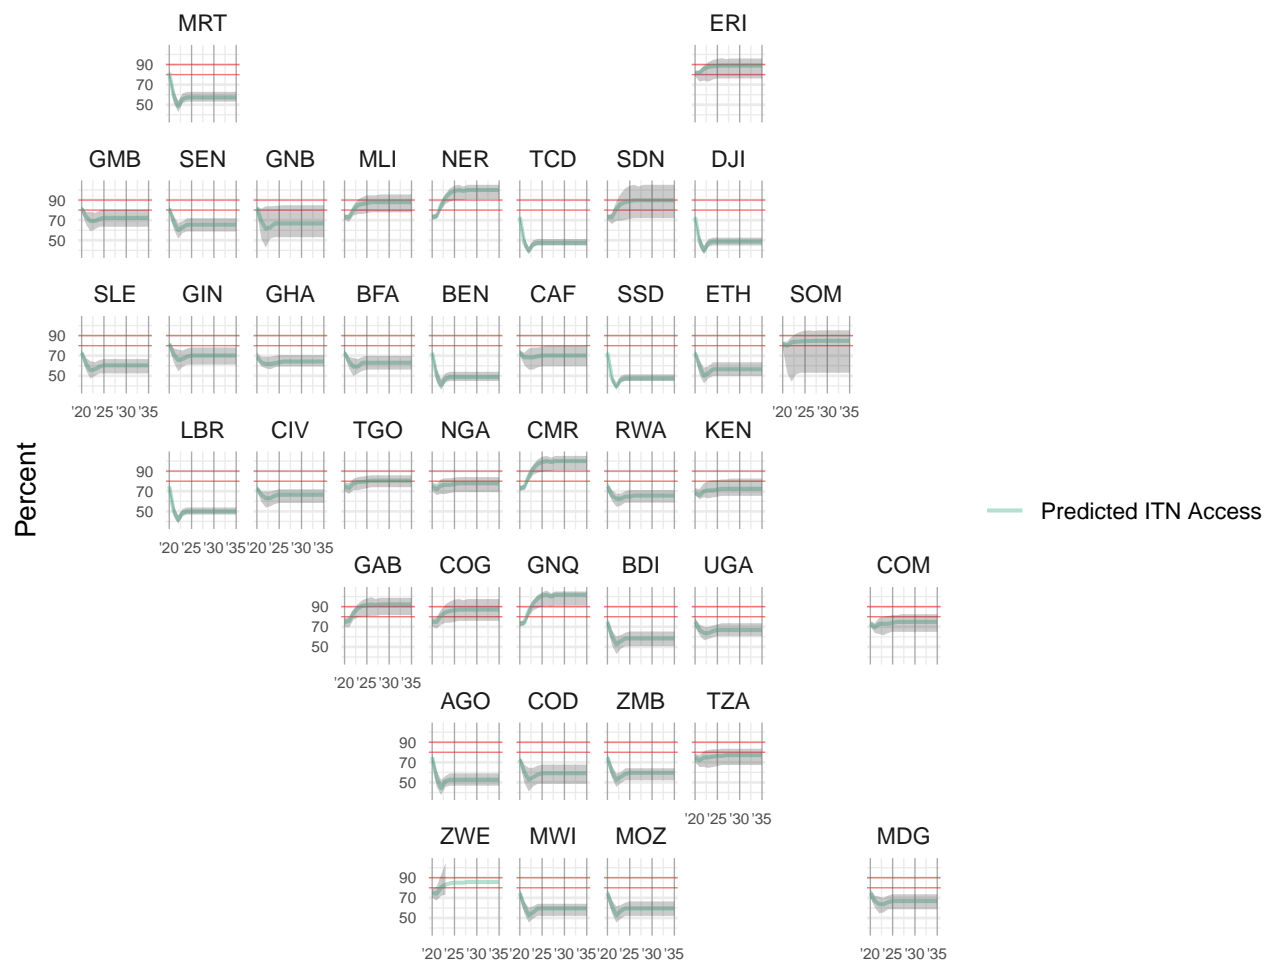 MRT ERI
90
70
50
GMB SEN GNB MLI NER TCD SDN DJI
90
70
50
SLE GIN GHA BFA BEN CAF SSD ETH SOM
90
70
50
'20 '25 '30 '35 '20 '25 '30 '35
LBR CIV TGO NGA CMR RWA KEN
90
70
50
Percent
Predicted ITN Access
'20 '25 '30 '35 '20 '25 '30 '35
GAB COG GNQ BDI UGA COM
90
70
50
'20 '25 '30 '35
AGO COD ZMB TZA
90
70
50
'20 '25 '30 '35
ZWE MWI MOZ MDG
90
70
50
'20 '25 '30 '35 '20 '25 '30 '35 '20 '25 '30 '35 '20 '25 '30 '35